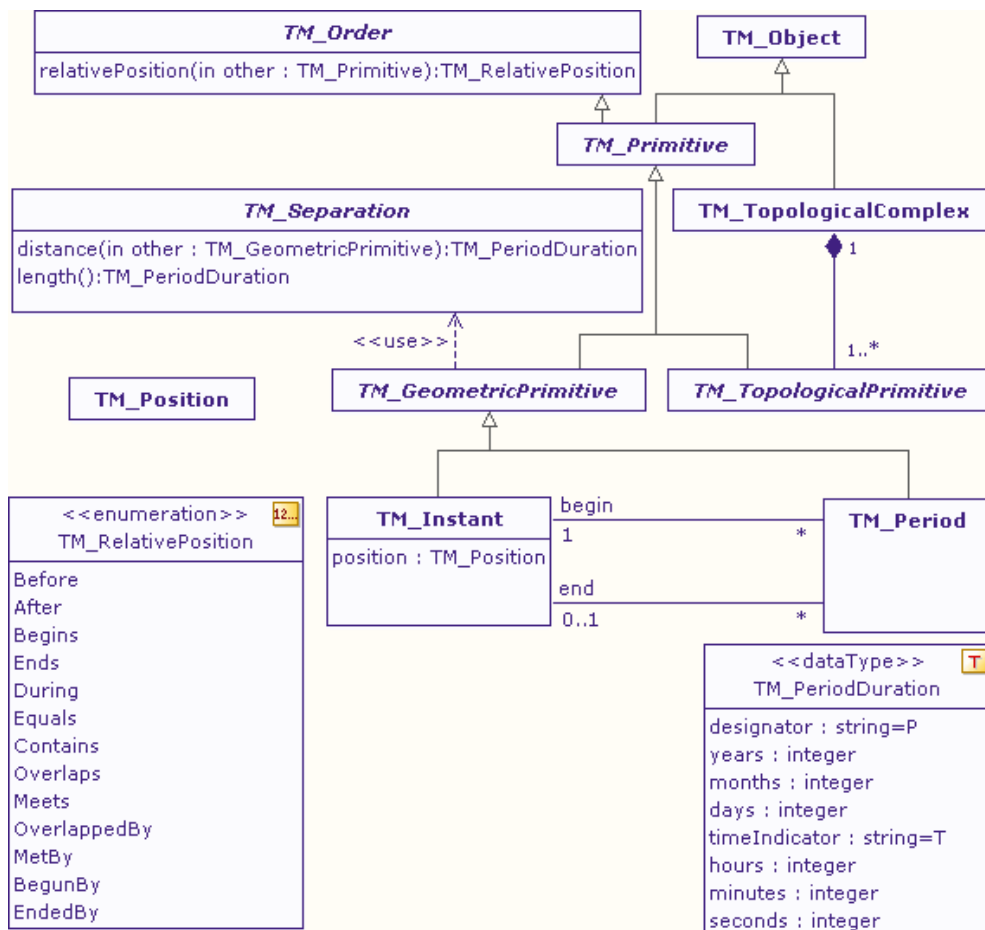 TM_Order
relativePosition(in other : TM_Primitive):TM_RelativePosition
TM_Object
TM_Primitive
TM_Separation
distance(in other : TM_GeometricPrimitive):TM_PeriodDuration
length():TM_PeriodDuration
TM_TopologicalComplex
1
<<use>>
1..*
TM_Position
TM_GeometricPrimitive
TM_TopologicalPrimitive
<<enumeration>>
12...
TM_RelativePosition
Before
After
Begins
Ends
During
Equals
Contains
Overlaps
Meets
OverlappedBy
MetBy
BegunBy
EndedBy
TM_Instant
position : TM_Position
begin
1
*
end
0..1
*
TM_Period
<<dataType>>
T
TM_PeriodDuration
designator : string=P
years : integer
months : integer
days : integer
timeIndicator : string=T
hours : integer
minutes : integer
seconds : integer